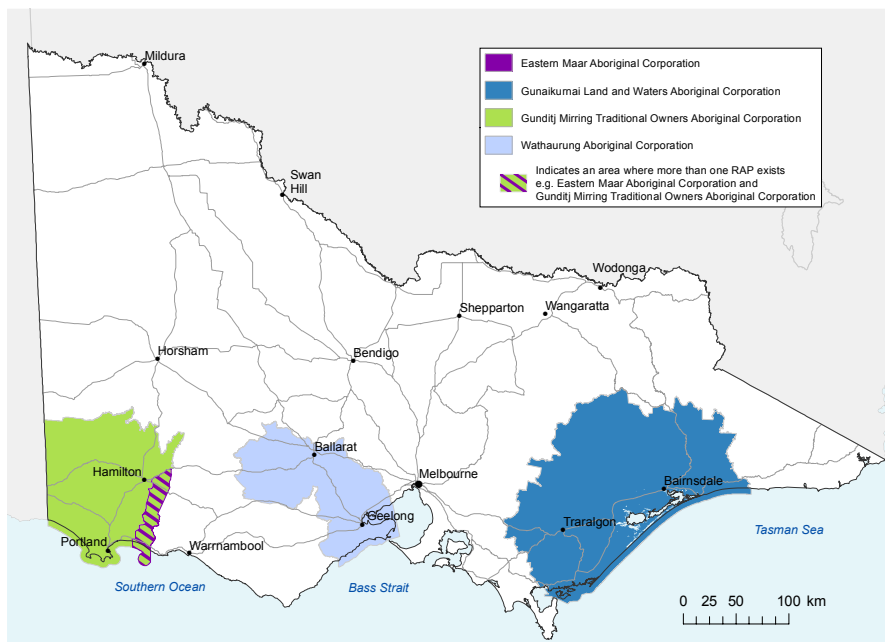 Mildura
Eastern Maar Aboriginal Corporation
Gunaikurnai Land and Waters Aboriginal Corporation
Gunditj Mirring Traditional Owners Aboriginal Corporation
Wathaurung Aboriginal Corporation
Indicates an area where more than one RAP exists
e.g. Eastern Maar Aboriginal Corporation and
Gunditj Mirring Traditional Owners Aboriginal Corporation
Swan
Hill
Wodonga
Shepparton
Wangaratta
Horsham
Bendigo
Ballarat
Hamilton
Melbourne
Bairnsdale
Geelong
Traralgon
Tasman Sea
Portland
Warrnambool
Southern Ocean
Bass Strait
0 25 50 100 km